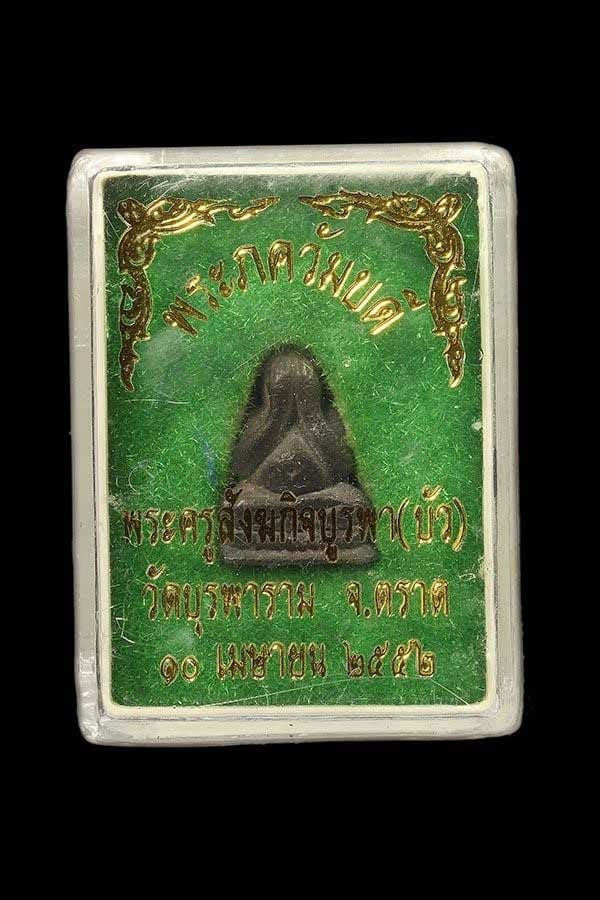 พระภควัมบดี
พระครูสังฆกิจบูรพา(บัว)
วัดบุรพาราม จ.ตราด
๑๐ เมษายน ๒๕๕๒